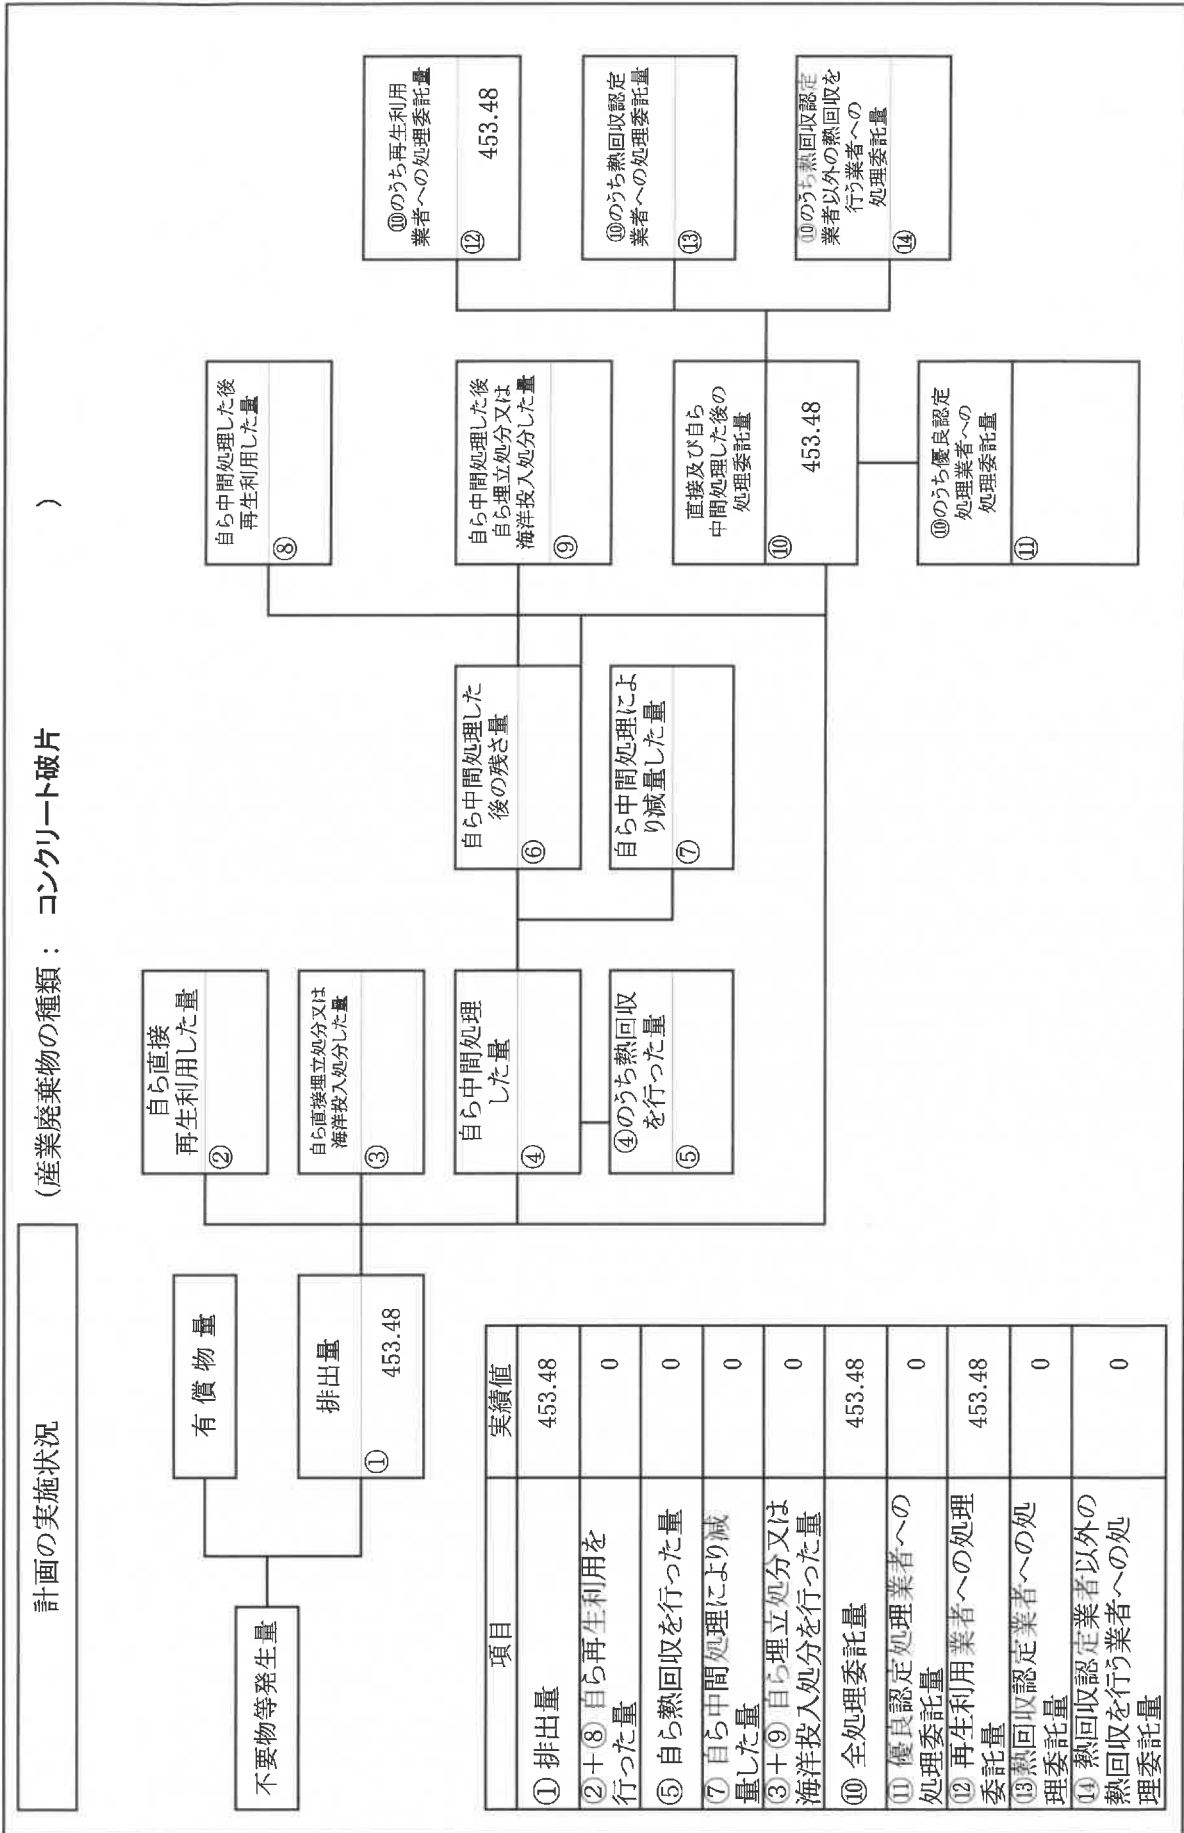 計画の実施状況
(産業廃棄物の種類： コンクリート破片 )
不要物等発生量
有償物量
排出量
①
453.48
自ら直接
再生利用した量
②
自ら直接埋立処分又は
海洋投入処分した量
③
自ら中間処理
した量
④
④のうち熱回収
を行った量
⑤
自ら中間処理した
後の残さ量
⑥
自ら中間処理によ
り減量した量
⑦
自ら中間処理した後
再生利用した量
⑧
自ら中間処理した後
自ら埋立処分又は
海洋投入処分した量
⑨
直接及び自ら
中間処理した後の
処理委託量
⑩
453.48
⑩のうち優良認定
処理業者への
処理委託量
⑪
⑩のうち再生利用
業者への処理委託量
⑫
453.48
⑩のうち熱回収認定
業者への処理委託量
⑬
⑩のうち熱回収認定
業者以外の熱回収を
行う業者への
処理委託量
⑭
項目 実績値
①排出量 453.48
②＋⑧ 自ら再生利用を
行った量 0
⑤ 自ら熱回収を行った量 0
⑦ 自ら中間処理により減
量した量 0
③＋⑨ 自ら埋立処分又は
海洋投入処分を行った量 0
⑩ 全処理委託量 453.48
⑪ 優良認定処理業者への
処理委託量 0
⑫ 再生利用業者への処理
委託量 453.48
⑬熱回収認定業者への処
理委託量 0
⑭ 熱回収認定業者以外の
熱回収を行う業者への処
理委託量 0